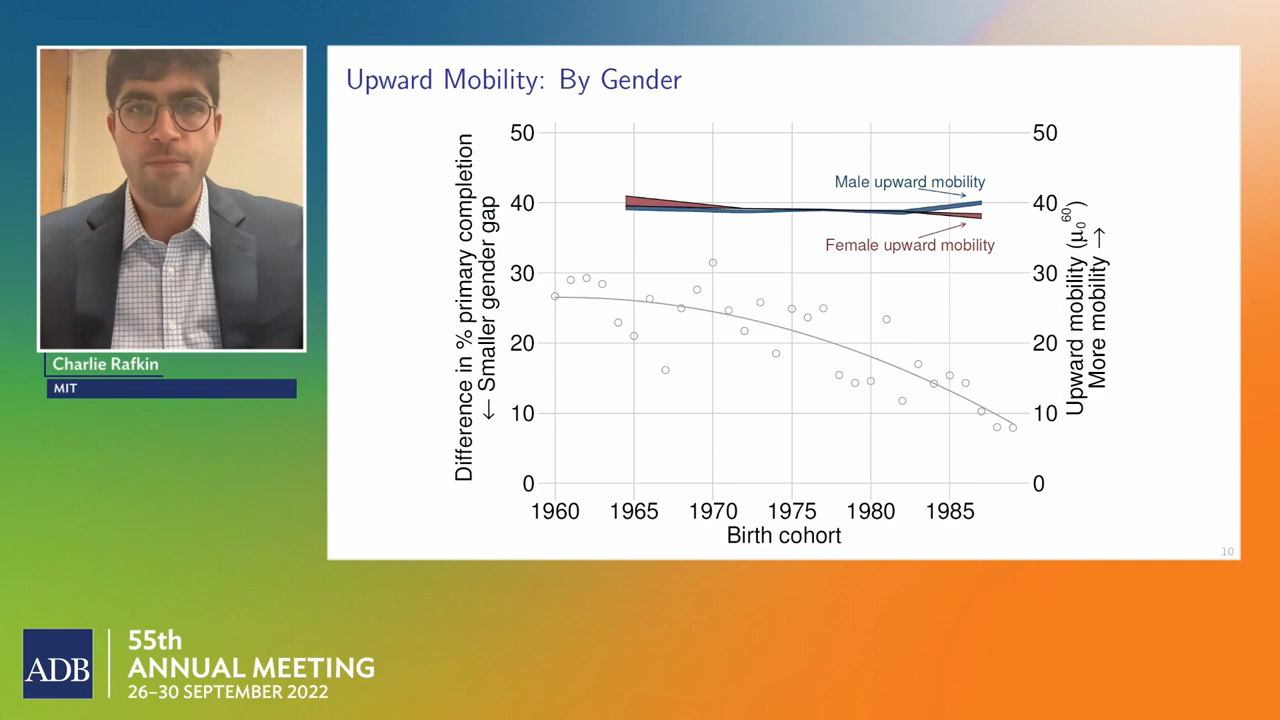 Upward Mobility: By Gender
Difference in % primary completion
← Smaller gender gap
50
40
30
20
10
0
Male upward mobility
Female upward mobility
50
40
30
20
10
0
Upward mobility (μ₀⁶⁰)
More mobility →
1960 1965 1970 1975 1980 1985
Birth cohort
10
Charlie Rafkin
MIT
ADB
55th
ANNUAL MEETING
26–30 SEPTEMBER 2022